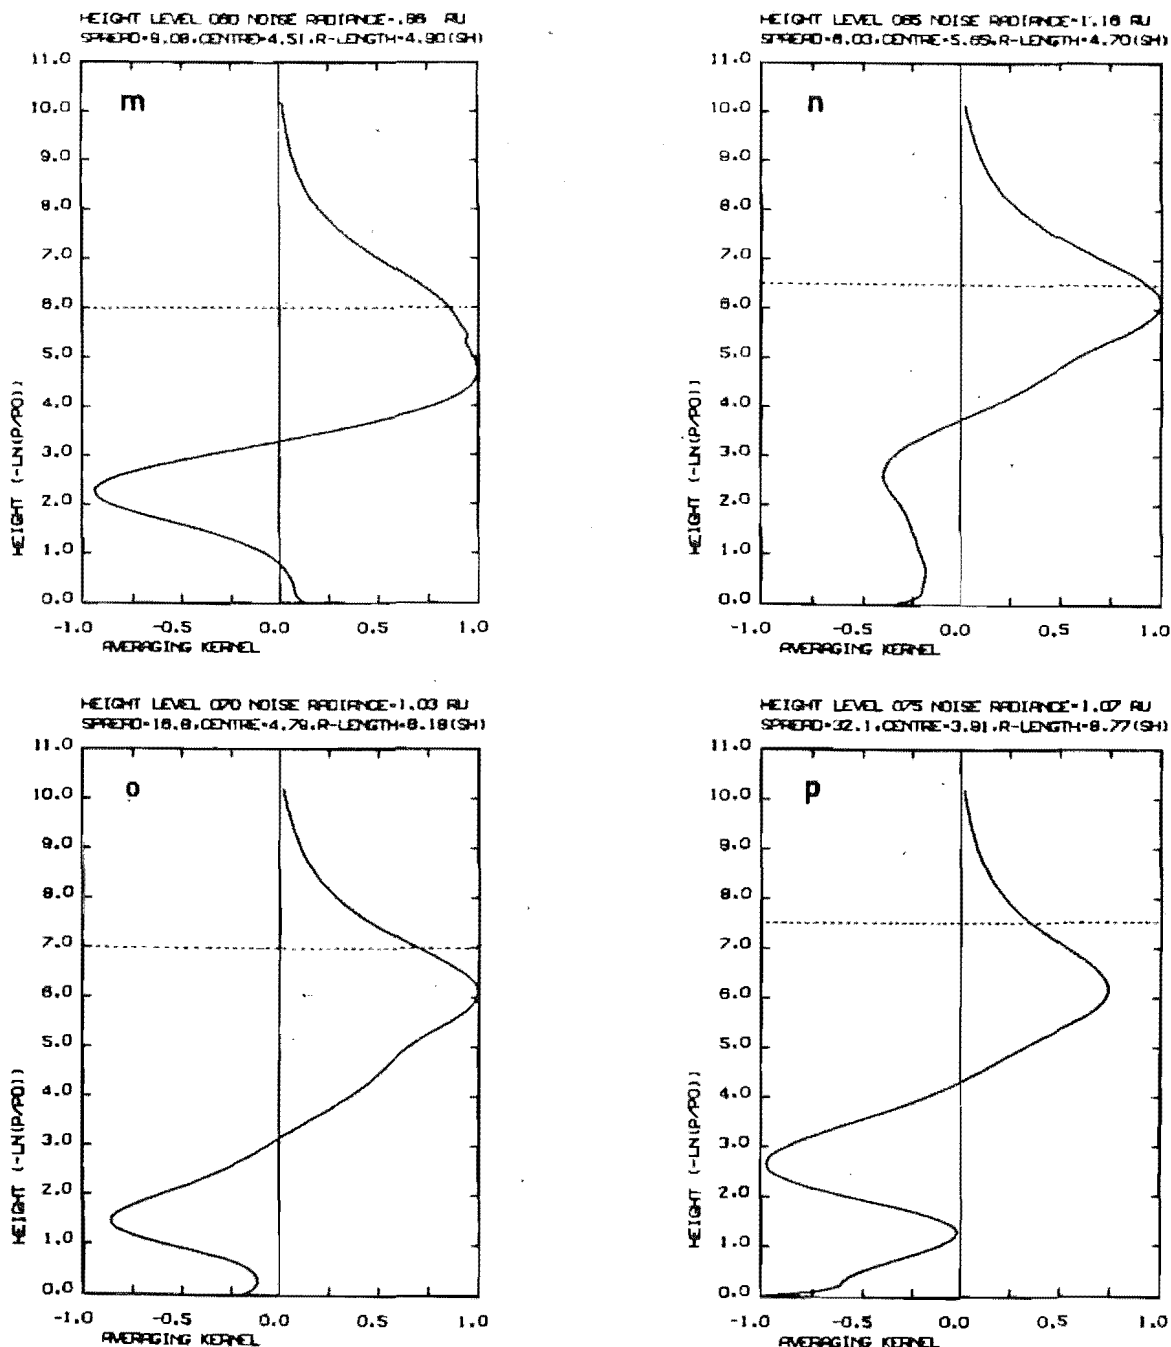 HEIGHT LEVEL 060 NOISE RADIANCE=.86 RU
SPREAD=9.08,CENTRE=4.51,R-LENGTH=4.90(SH)
11.0
m
10.0
9.0
8.0
7.0
6.0
5.0
4.0
3.0
2.0
1.0
0.0
HEIGHT (-LN(P/PO))
-1.0 -0.5 0.0 0.5 1.0
AVERAGING KERNEL
HEIGHT LEVEL 065 NOISE RADIANCE=1.16 RU
SPREAD=6.03,CENTRE=5.65,R-LENGTH=4.70(SH)
11.0
n
10.0
9.0
8.0
7.0
6.0
5.0
4.0
3.0
2.0
1.0
0.0
HEIGHT (-LN(P/PO))
-1.0 -0.5 0.0 0.5 1.0
AVERAGING KERNEL
HEIGHT LEVEL 070 NOISE RADIANCE=1.03 RU
SPREAD=16.8,CENTRE=4.79,R-LENGTH=6.18(SH)
11.0
o
10.0
9.0
8.0
7.0
6.0
5.0
4.0
3.0
2.0
1.0
0.0
HEIGHT (-LN(P/PO))
-1.0 -0.5 0.0 0.5 1.0
AVERAGING KERNEL
HEIGHT LEVEL 075 NOISE RADIANCE=1.07 RU
SPREAD=32.1,CENTRE=3.91,R-LENGTH=8.77(SH)
11.0
p
10.0
9.0
8.0
7.0
6.0
5.0
4.0
3.0
2.0
1.0
0.0
HEIGHT (-LN(P/PO))
-1.0 -0.5 0.0 0.5 1.0
AVERAGING KERNEL